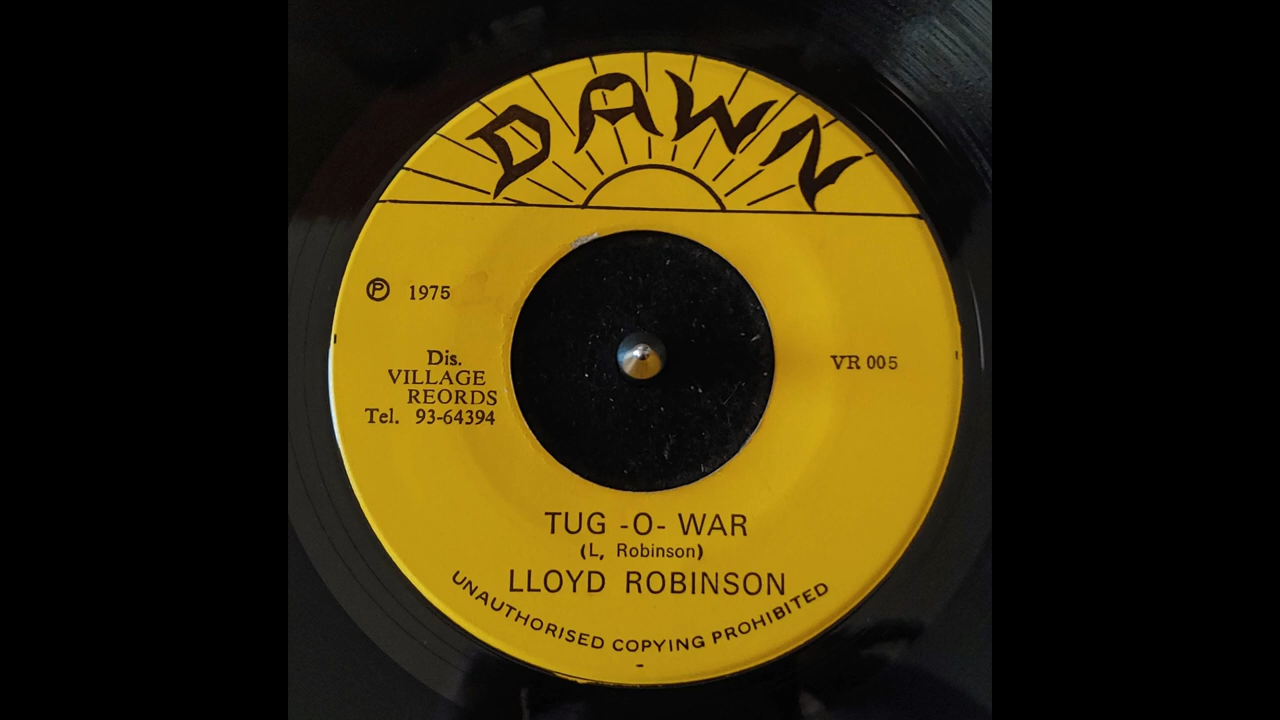 DAWN
Ⓟ 1975
Dis.
VILLAGE
REORDS
Tel. 93-64394
VR 005
TUG -O- WAR
(L, Robinson)
LLOYD ROBINSON
UNAUTHORISED COPYING PROHIBITED